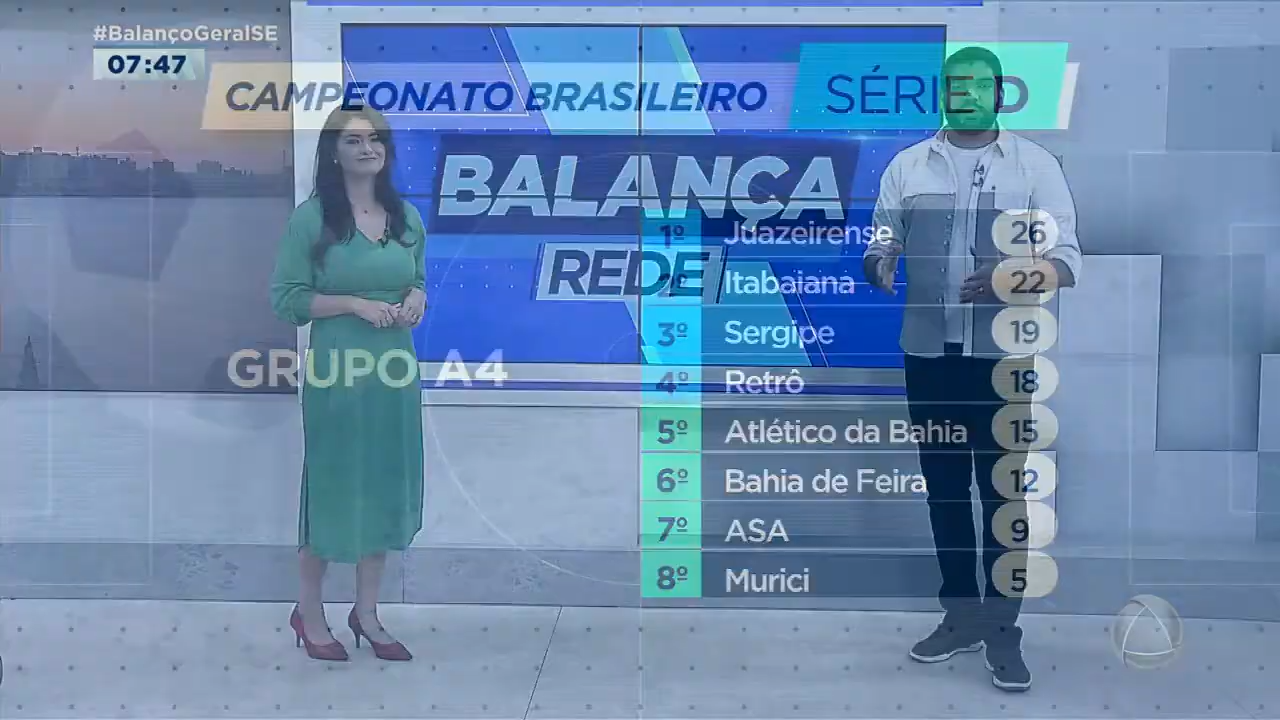 #BalançoGeralSE
07:47
CAMPEONATO BRASILEIRO SÉRIE D
BALANÇA
REDE
GRUPO A4
1º Juazeirense 26
2º Itabaiana 22
3º Sergipe 19
4º Retrô 18
5º Atlético da Bahia 15
6º Bahia de Feira 12
7º ASA 9
8º Murici 5